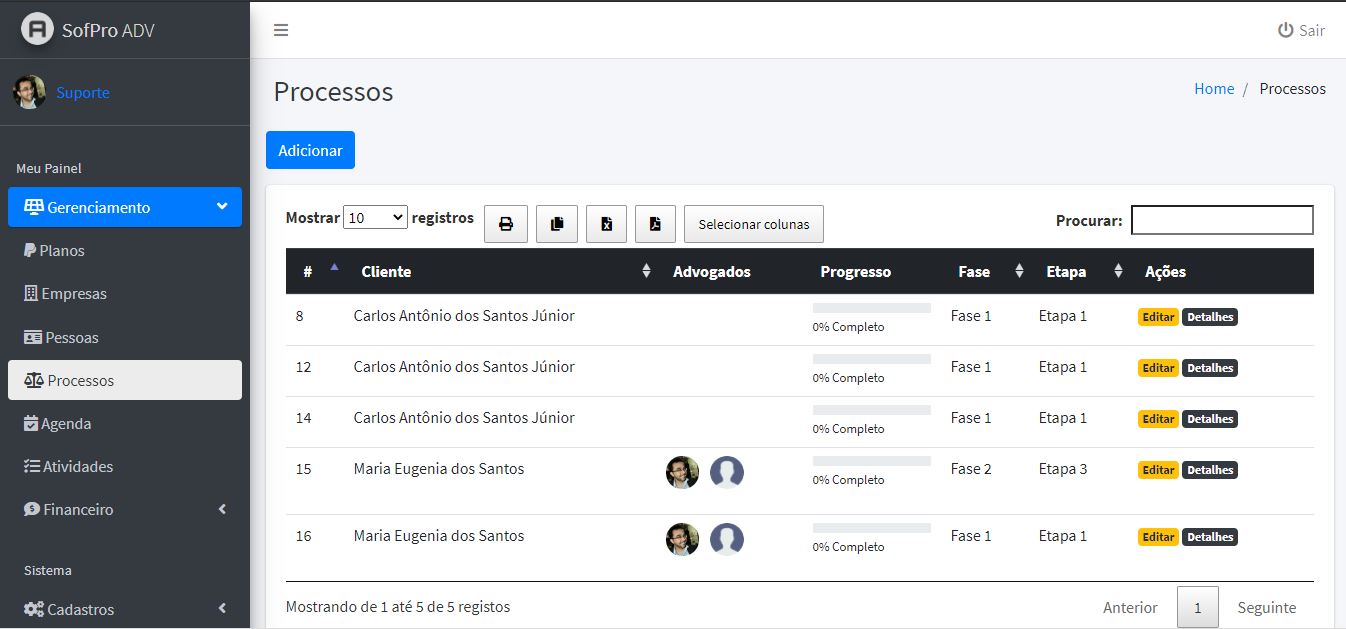 SofPro ADV
Sair
Suporte
Processos
Home / Processos
Adicionar
Meu Painel
Gerenciamento
Planos
Empresas
Pessoas
Processos
Agenda
Atividades
Financeiro
Sistema
Cadastros
Mostrar 10 registros
Selecionar colunas
Procurar:
# Cliente Advogados Progresso Fase Etapa Ações
8 Carlos Antônio dos Santos Júnior 0% Completo Fase 1 Etapa 1 Editar Detalhes
12 Carlos Antônio dos Santos Júnior 0% Completo Fase 1 Etapa 1 Editar Detalhes
14 Carlos Antônio dos Santos Júnior 0% Completo Fase 1 Etapa 1 Editar Detalhes
15 Maria Eugenia dos Santos 0% Completo Fase 2 Etapa 3 Editar Detalhes
16 Maria Eugenia dos Santos 0% Completo Fase 1 Etapa 1 Editar Detalhes
Mostrando de 1 até 5 de 5 registos
Anterior 1 Seguinte